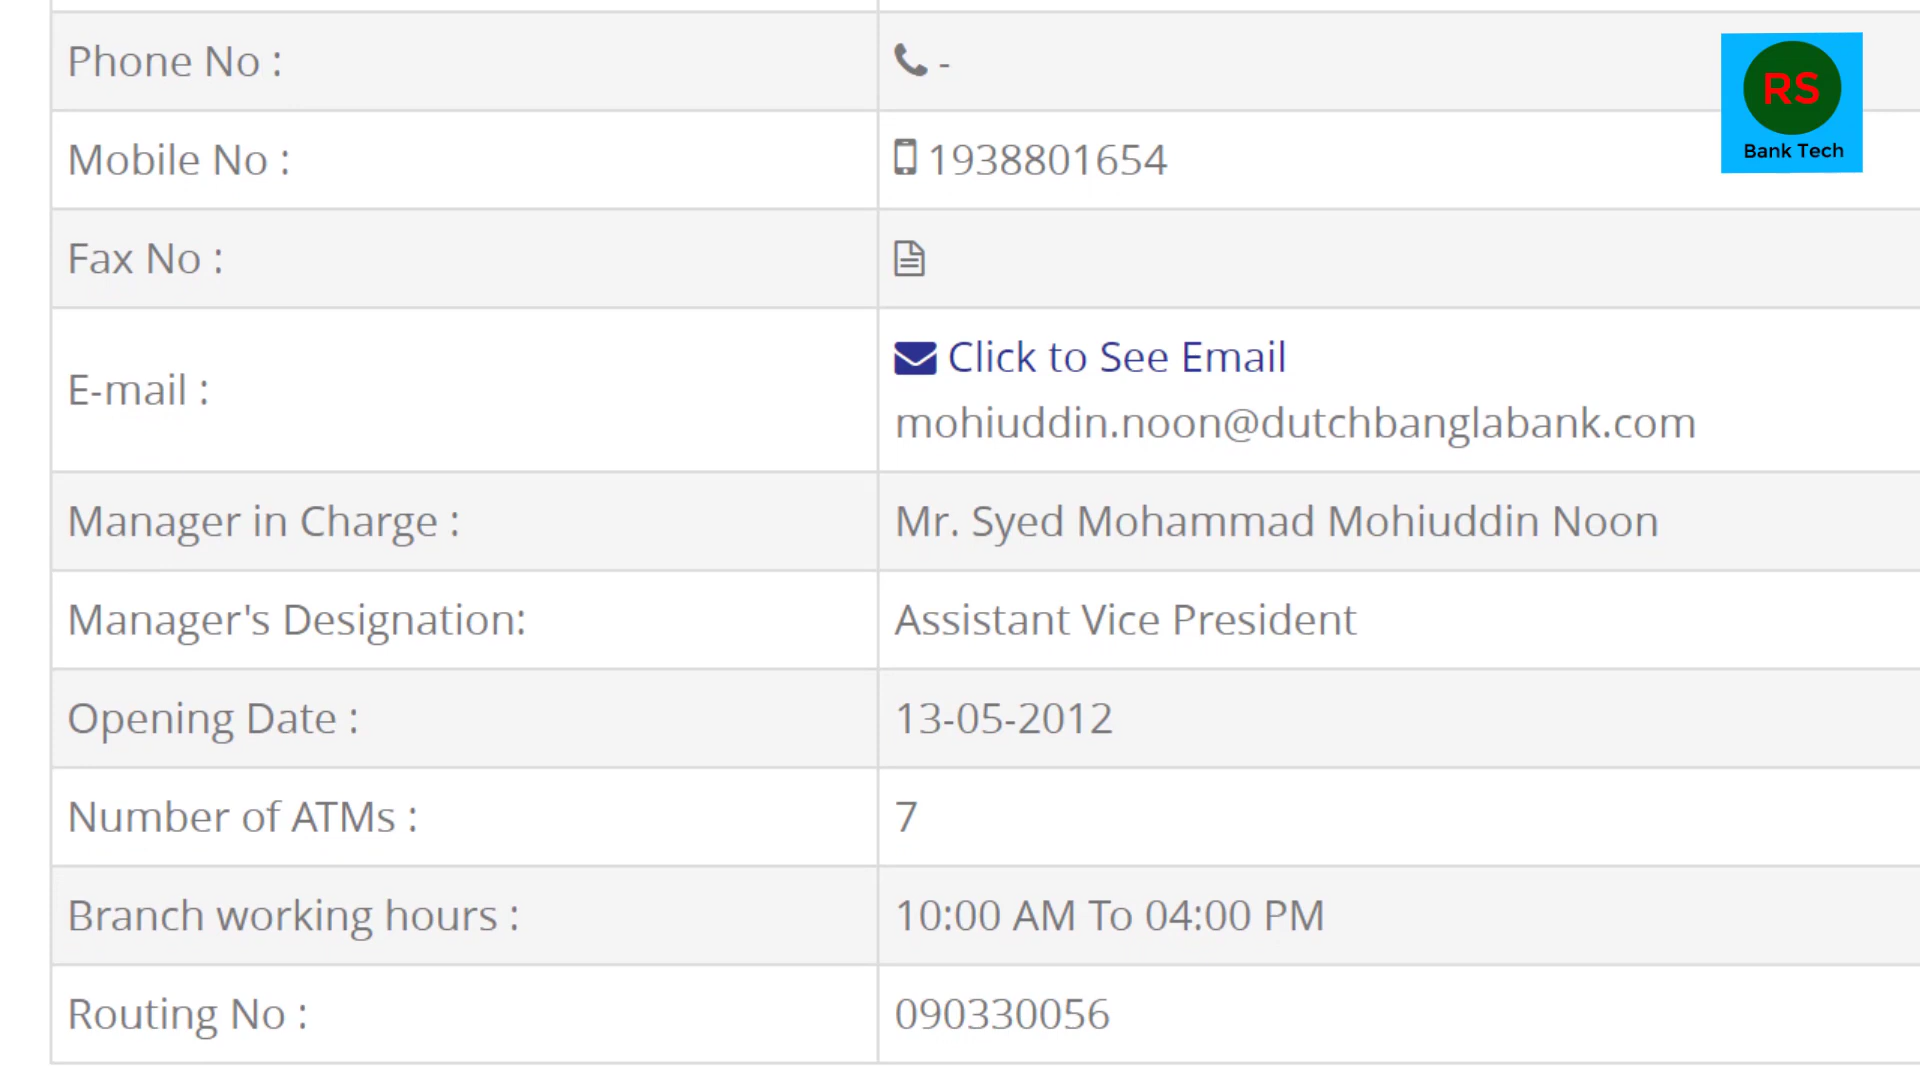 Phone No : -
RS
Bank Tech
Mobile No : 1938801654
Fax No :
E-mail : Click to See Email
mohiuddin.noon@dutchbanglabank.com
Manager in Charge : Mr. Syed Mohammad Mohiuddin Noon
Manager's Designation: Assistant Vice President
Opening Date : 13-05-2012
Number of ATMs : 7
Branch working hours : 10:00 AM To 04:00 PM
Routing No : 090330056